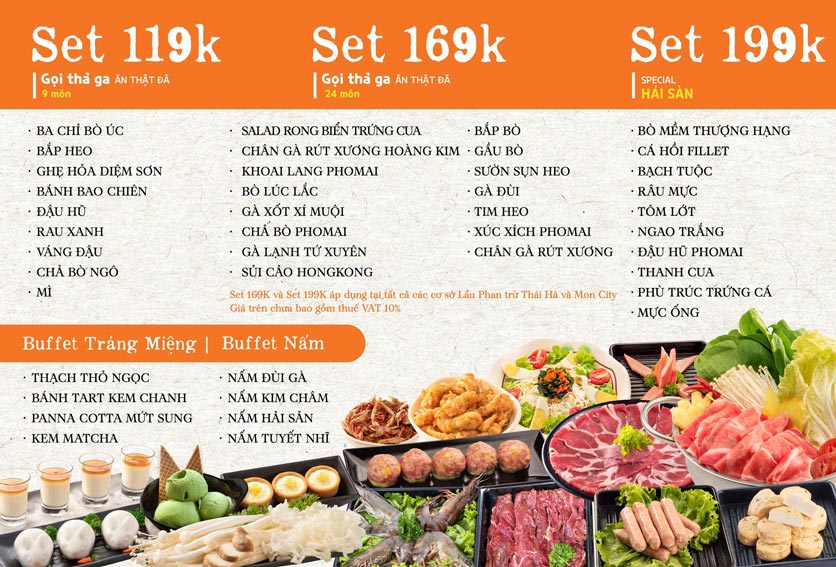 Set 119k
Gọi thả ga ĂN THẬT ĐÃ
9 món
Set 169k
Gọi thả ga ĂN THẬT ĐÃ
24 món
Set 199k
SPECIAL
HẢI SẢN
· BA CHỈ BÒ ÚC
· BẮP HEO
· GHẸ HỎA DIỆM SƠN
· BÁNH BAO CHIÊN
· ĐẬU HŨ
· RAU XANH
· VÁNG ĐẬU
· CHẢ BÒ NGÔ
· MÌ
· SALAD RONG BIỂN TRỨNG CUA
· CHÂN GÀ RÚT XƯƠNG HOÀNG KIM
· KHOAI LANG PHOMAI
· BÒ LÚC LẮC
· GÀ XỐT XÍ MUỘI
· CHẢ BÒ PHOMAI
· GÀ LẠNH TỨ XUYÊN
· SỦI CẢO HONGKONG
· BẮP BÒ
· GẦU BÒ
· SƯỜN SỤN HEO
· GÀ ĐÙI
· TIM HEO
· XÚC XÍCH PHOMAI
· CHÂN GÀ RÚT XƯƠNG
Set 169K và Set 199K áp dụng tại tất cả các cơ sở Lẩu Phan trừ Thái Hà và Mon City
Giá trên chưa bao gồm thuế VAT 10%
· BÒ MỀM THƯỢNG HẠNG
· CÁ HỒI FILLET
· BẠCH TUỘC
· RÂU MỰC
· TÔM LỚT
· NGAO TRẮNG
· ĐẬU HŨ PHOMAI
· THANH CUA
· PHÙ TRÚC TRỨNG CÁ
· MỰC ỐNG
Buffet Tráng Miệng | Buffet Nấm
· THẠCH THỎ NGỌC
· BÁNH TART KEM CHANH
· PANNA COTTA MỨT SUNG
· KEM MATCHA
· NẤM ĐÙI GÀ
· NẤM KIM CHÂM
· NẤM HẢI SẢN
· NẤM TUYẾT NHĨ